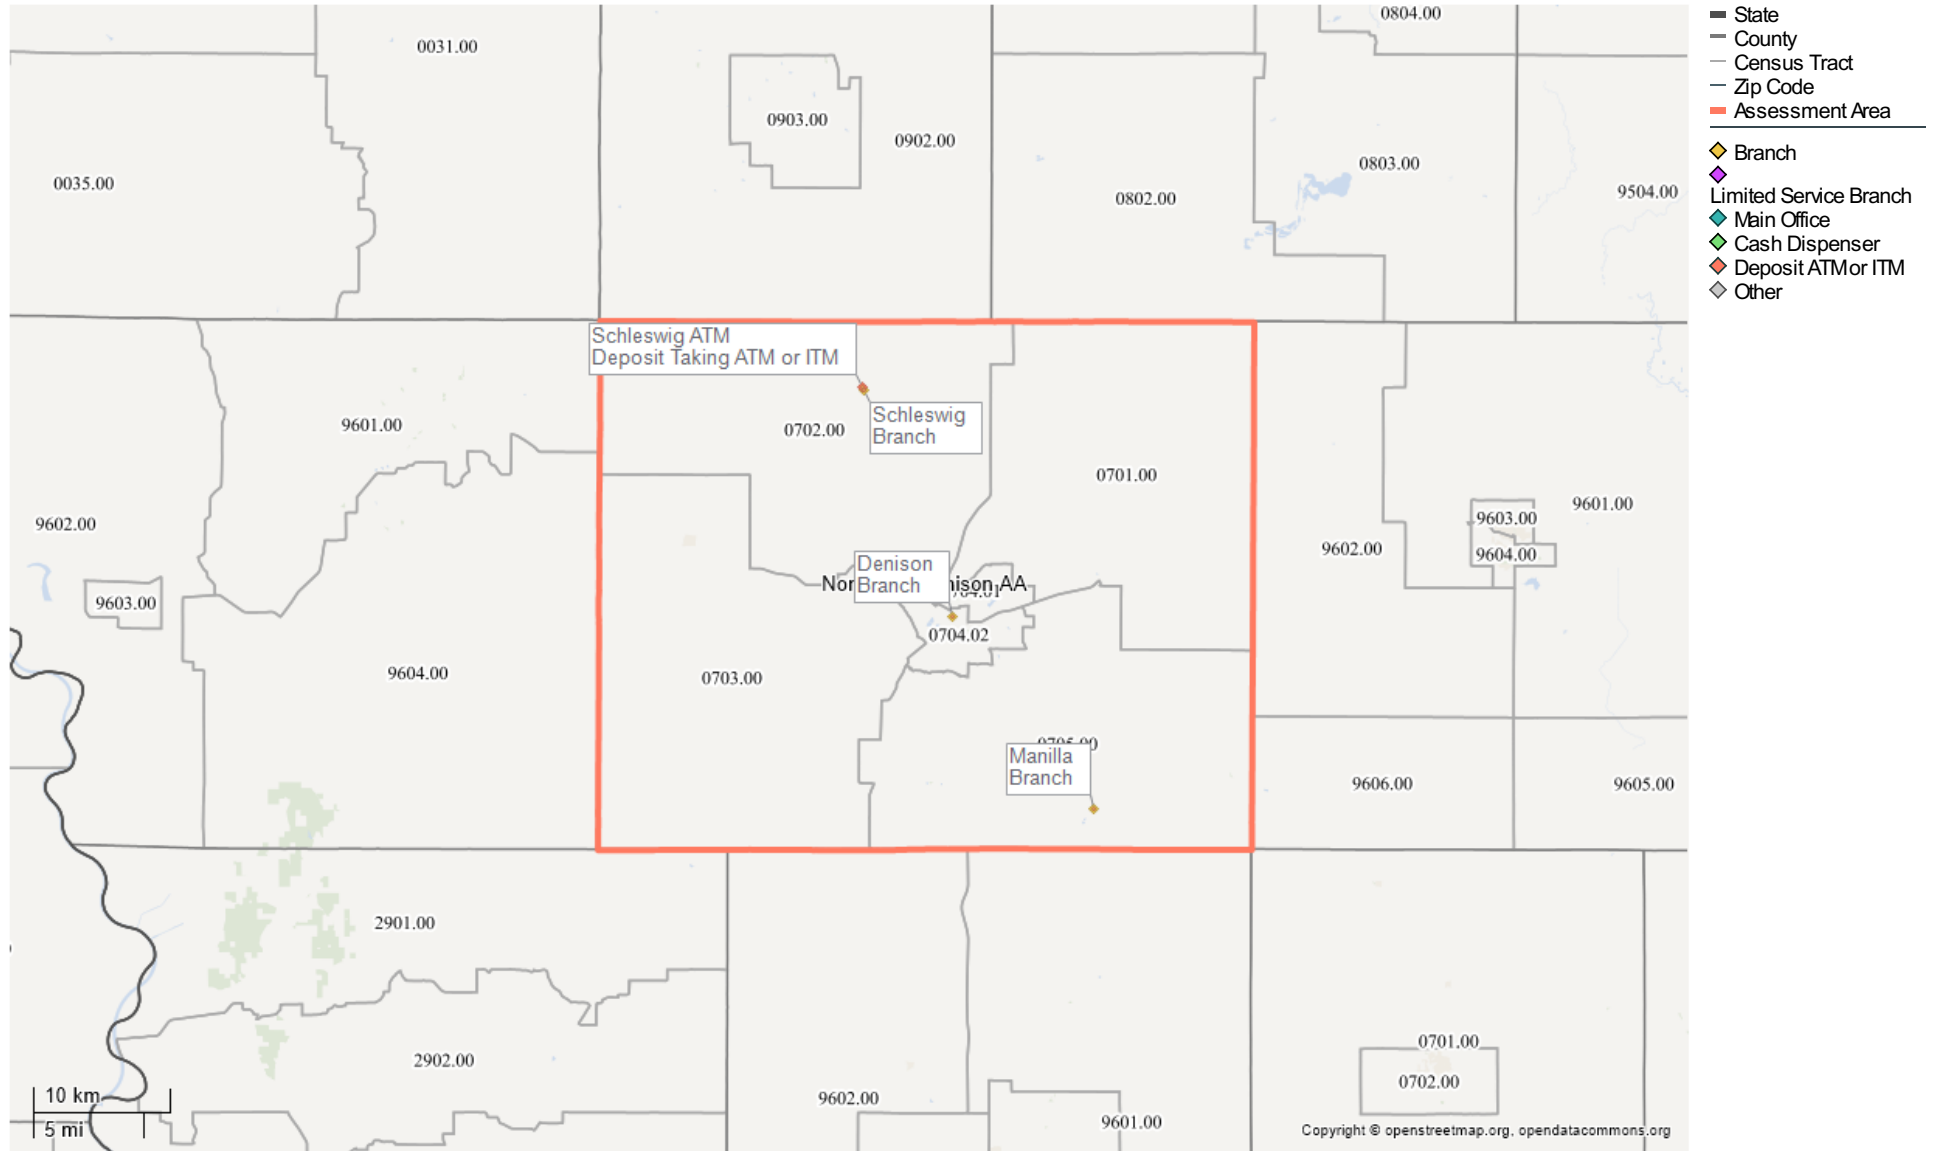 0031.00
0804.00
0903.00
0902.00
0035.00
0802.00
0803.00
9504.00
Schleswig ATM
Deposit Taking ATM or ITM
Schleswig
Branch
0702.00
9601.00
0701.00
9602.00
9603.00
9604.00
9601.00
9602.00
9603.00
Denison
Branch
AA
0704.02
9604.00
0703.00
Manilla
Branch
9606.00
9605.00
2901.00
2902.00
9602.00
9601.00
0701.00
0702.00
10 km
5 mi
Copyright © openstreetmap.org, opendatacommons.org
State
County
Census Tract
Zip Code
Assessment Area
Branch
Limited Service Branch
Main Office
Cash Dispenser
Deposit ATM or ITM
Other